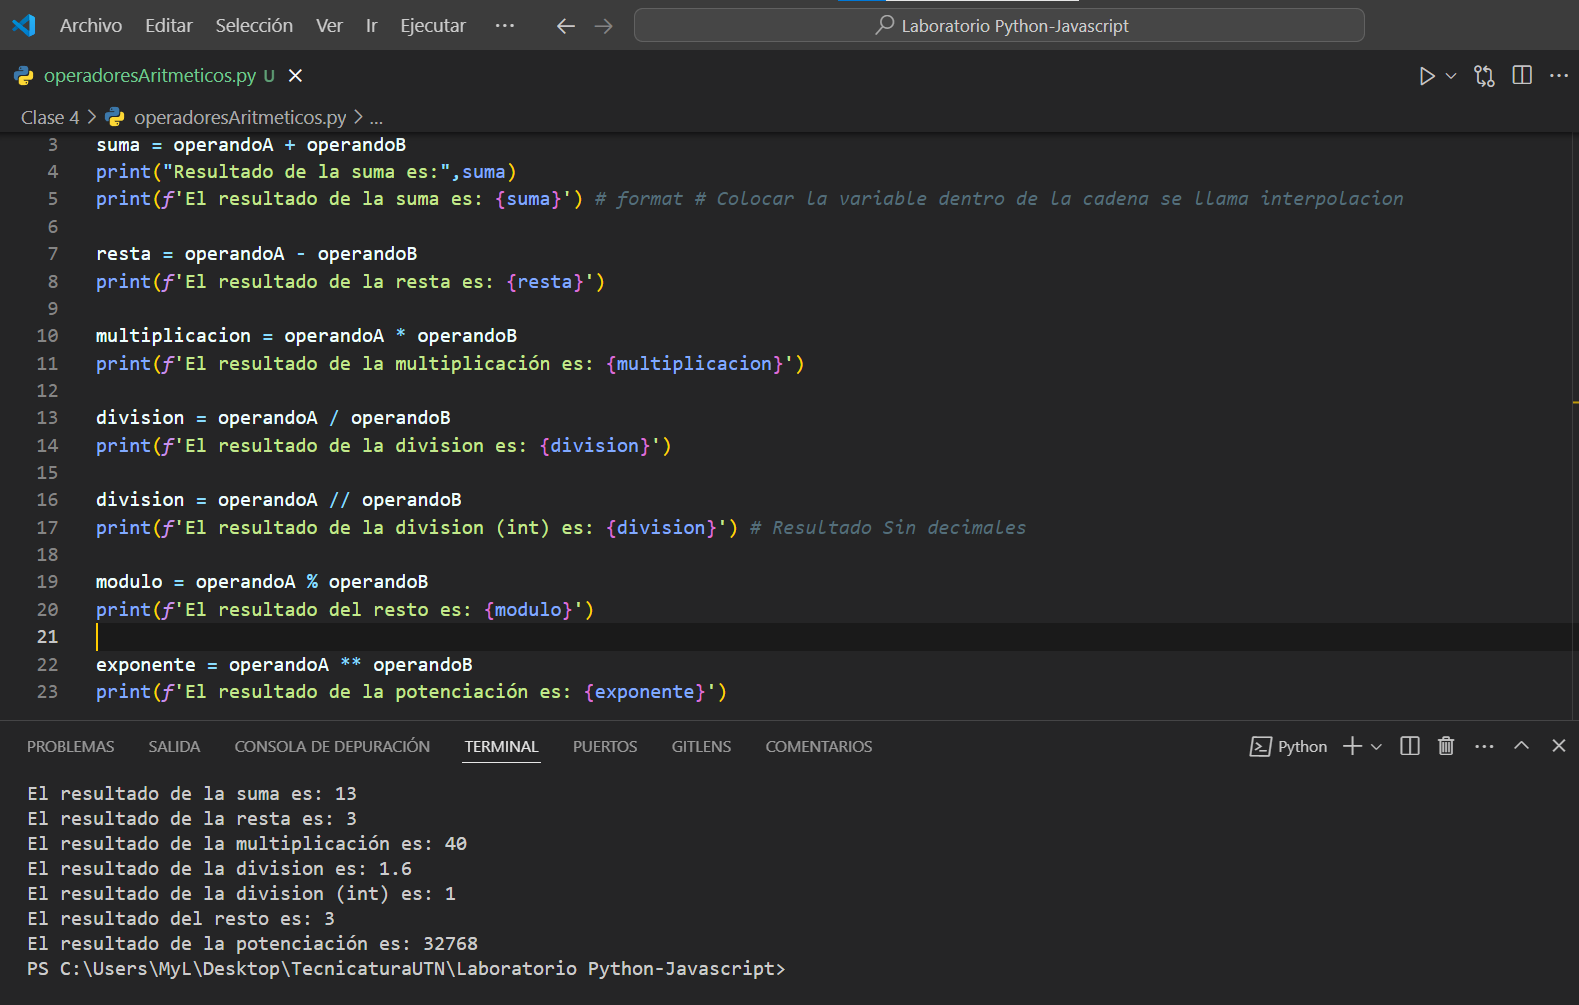 Archivo Editar Selección Ver Ir Ejecutar ··· Laboratorio Python-Javascript
operadoresAritmeticos.py U
Clase 4 > operadoresAritmeticos.py > ...
3 suma = operandoA + operandoB
4 print("Resultado de la suma es:",suma)
5 print(f'El resultado de la suma es: {suma}') # format # Colocar la variable dentro de la cadena se llama interpolacion
6
7 resta = operandoA - operandoB
8 print(f'El resultado de la resta es: {resta}')
9
10 multiplicacion = operandoA * operandoB
11 print(f'El resultado de la multiplicación es: {multiplicacion}')
12
13 division = operandoA / operandoB
14 print(f'El resultado de la division es: {division}')
15
16 division = operandoA // operandoB
17 print(f'El resultado de la division (int) es: {division}') # Resultado Sin decimales
18
19 modulo = operandoA % operandoB
20 print(f'El resultado del resto es: {modulo}')
21
22 exponente = operandoA ** operandoB
23 print(f'El resultado de la potenciación es: {exponente}')
PROBLEMAS SALIDA CONSOLA DE DEPURACIÓN TERMINAL PUERTOS GITLENS COMENTARIOS Python
El resultado de la suma es: 13
El resultado de la resta es: 3
El resultado de la multiplicación es: 40
El resultado de la division es: 1.6
El resultado de la division (int) es: 1
El resultado del resto es: 3
El resultado de la potenciación es: 32768
PS C:\Users\MyL\Desktop\TecnicaturaUTN\Laboratorio Python-Javascript>